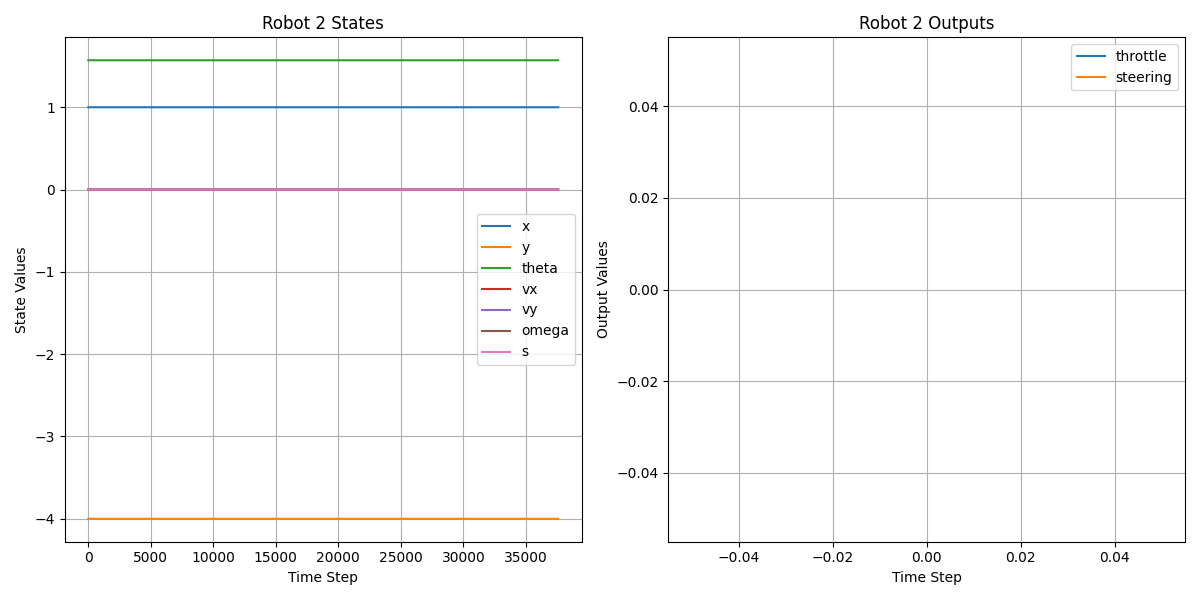 Robot 2 States
1
0
−1
−2
−3
−4
State Values
0
5000
10000
15000
20000
25000
30000
35000
Time Step
x
y
theta
vx
vy
omega
s
Robot 2 Outputs
0.04
0.02
0.00
−0.02
−0.04
Output Values
−0.04
−0.02
0.00
0.02
0.04
Time Step
throttle
steering